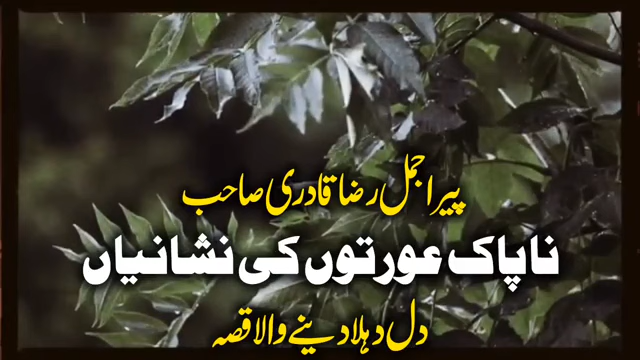 پیر اجمل رضا قادری صاحب
ناپاک عورتوں کی نشانیاں
دل دہلا دینے والا قصہ